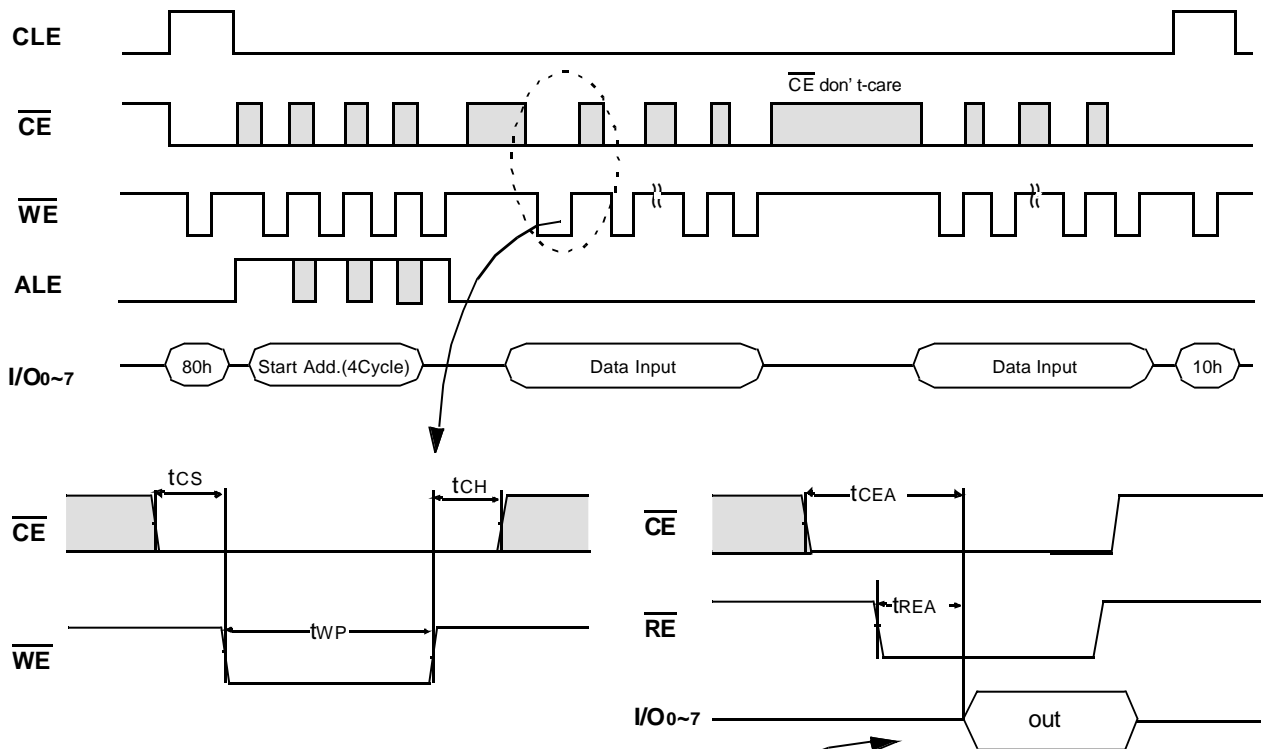 CLE
CE don' t-care
CE
WE
ALE
I/O0~7 80h Start Add.(4Cycle) Data Input Data Input 10h
tCS tCH
CE
tWP
WE
tCEA
CE
tREA
RE
I/O0~7 out